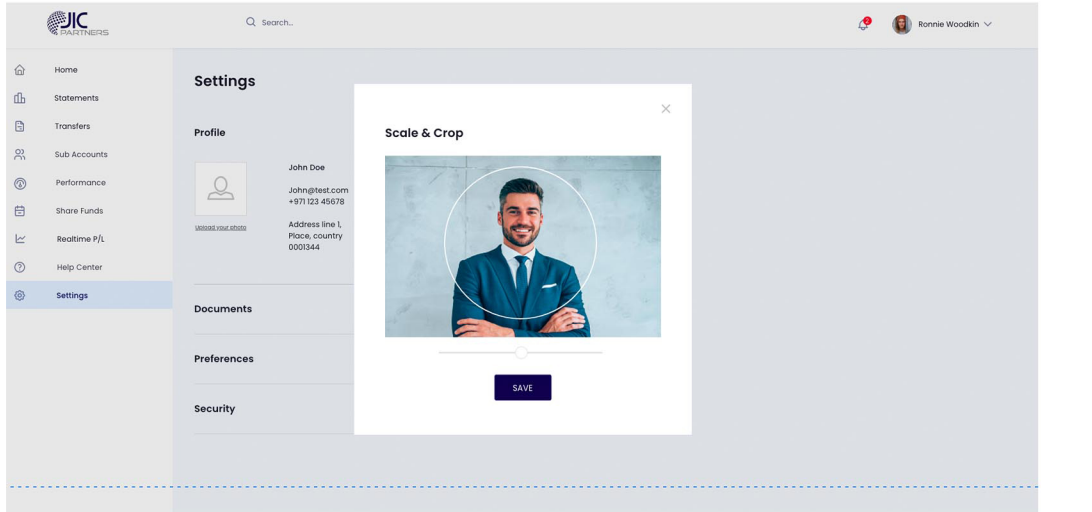 JIC
PARTNERS
Search...
2
Ronnie Woodkin
Home
Statements
Transfers
Sub Accounts
Performance
Share Funds
Realtime P/L
Help Center
Settings
Settings
Profile
Upload your photo
John Doe
John@test.com
+971 123 45678
Address line 1,
Place, country
0001344
Documents
Preferences
Security
Scale & Crop
SAVE